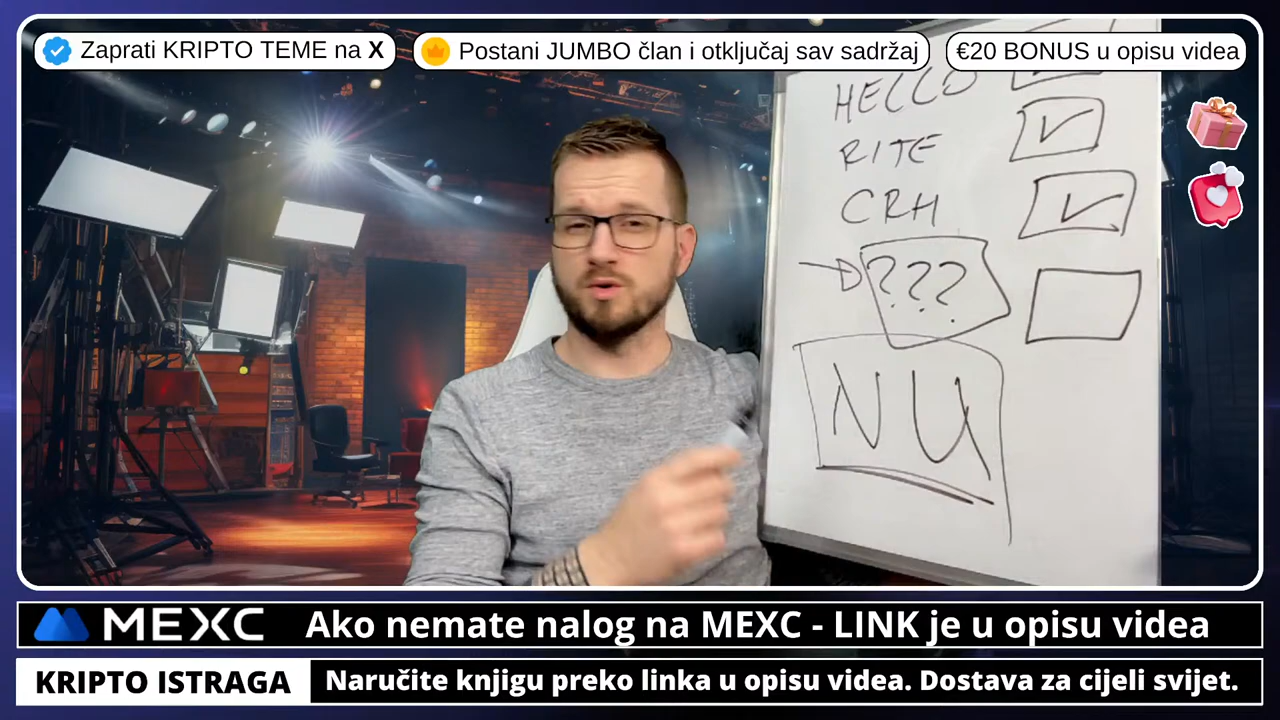 Zaprati KRIPTO TEME na X
Postani JUMBO član i otključaj sav sadržaj
€20 BONUS u opisu videa
HELLO
RITE
CRH
???
NU
MEXC
Ako nemate nalog na MEXC - LINK je u opisu videa
KRIPTO ISTRAGA
Naručite knjigu preko linka u opisu videa. Dostava za cijeli svijet.